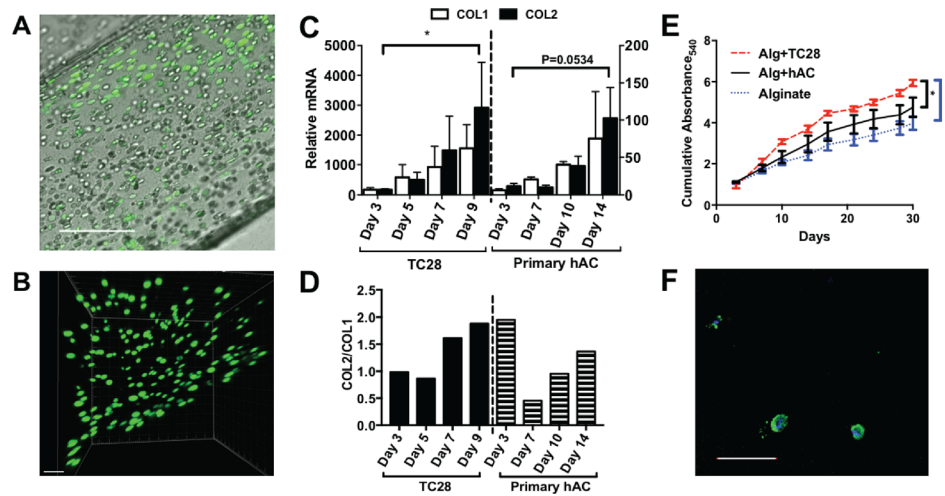 A
B
C
COL1
COL2
Relative mRNA
5000
4000
3000
2000
1000
0
*
P=0.0534
200
150
100
50
0
Day 3
Day 5
Day 7
Day 9
Day 3
Day 7
Day 10
Day 14
TC28
Primary hAC
D
COL2/COL1
2.5
2.0
1.5
1.0
0.5
0.0
Day 3
Day 5
Day 7
Day 9
Day 3
Day 7
Day 10
Day 14
TC28
Primary hAC
E
Cumulative Absorbance540
8
6
4
2
0
Alg+TC28
Alg+hAC
Alginate
*
0
10
20
30
Days
F